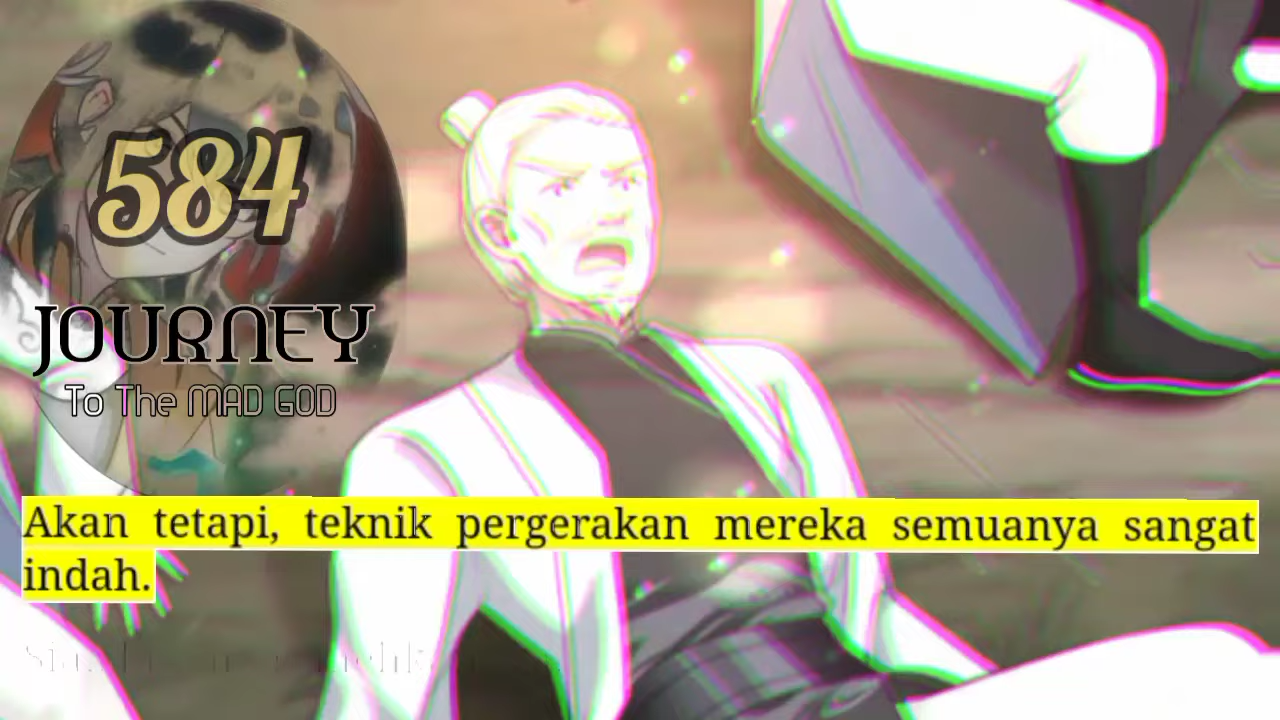 584
JOURNEY
To The MAD GOD
Akan tetapi, teknik pergerakan mereka semuanya sangat
indah.